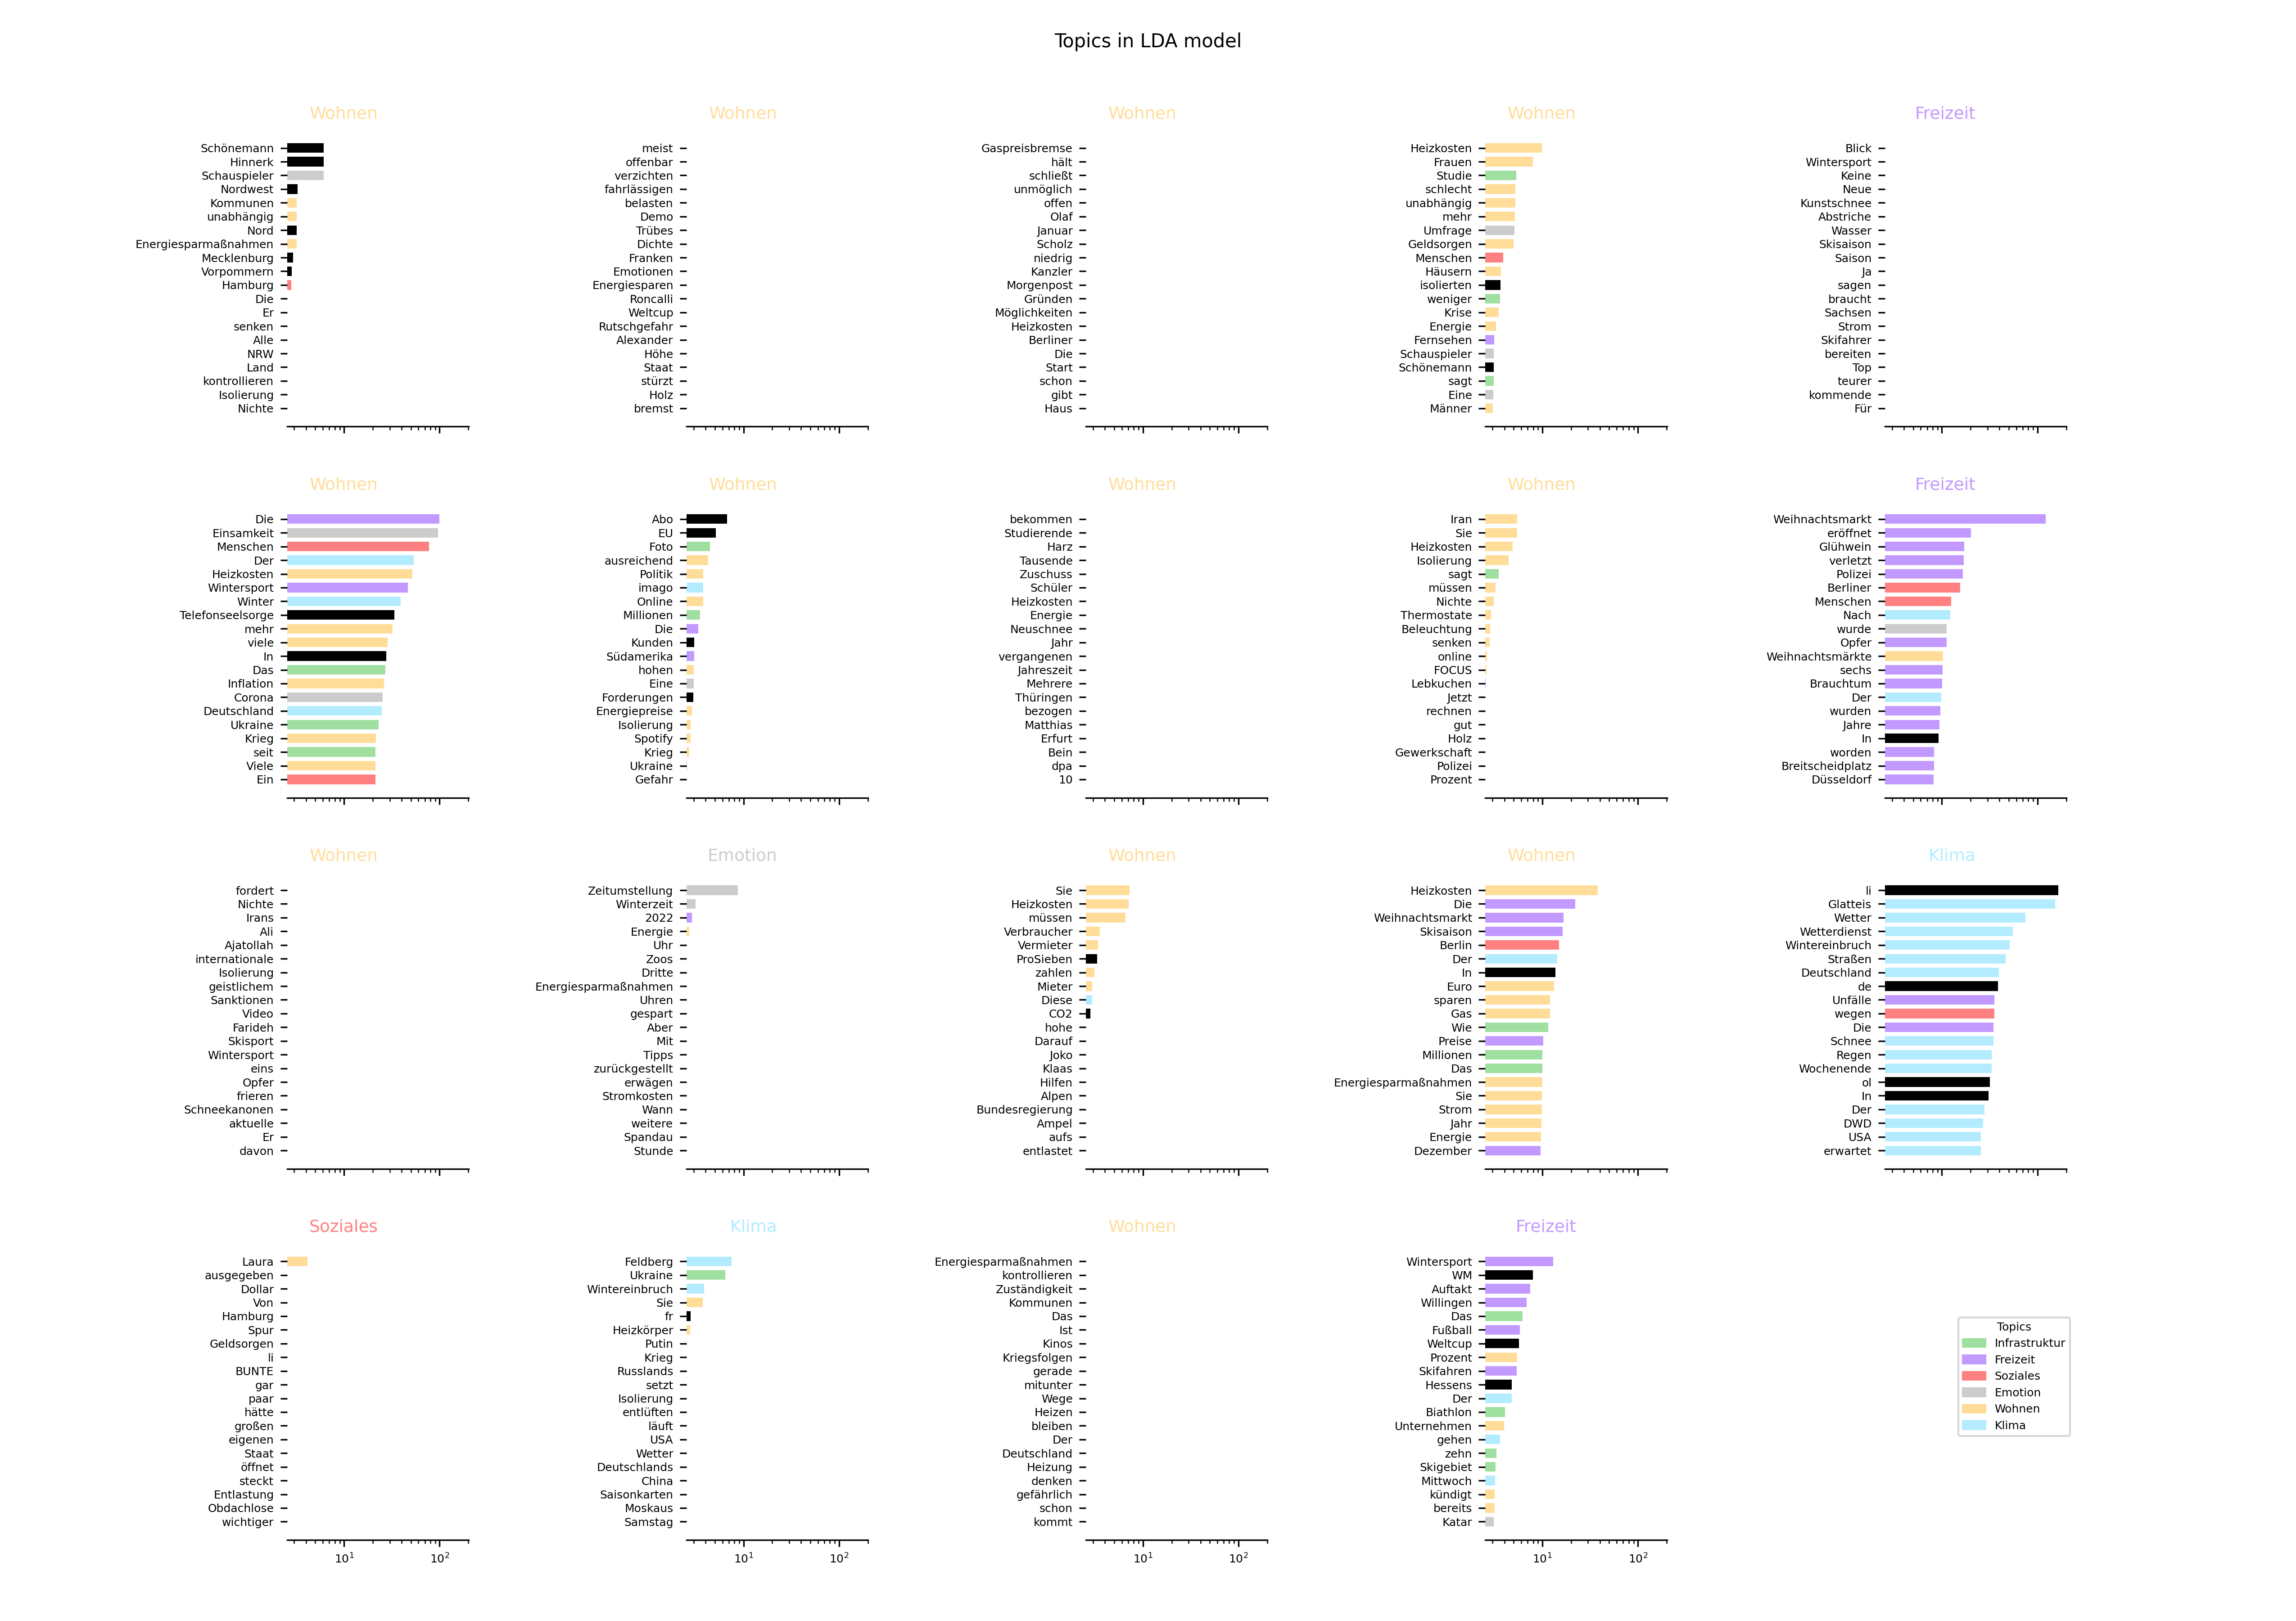 Topics in LDA model
Wohnen
Schönemann
Hinnerk
Schauspieler
Nordwest
Kommunen
unabhängig
Nord
Energiesparmaßnahmen
Mecklenburg
Vorpommern
Hamburg
Die
Er
senken
Alle
NRW
Land
kontrollieren
Isolierung
Nichte
Wohnen
meist
offenbar
verzichten
fahrlässigen
belasten
Demo
Trübes
Dichte
Franken
Emotionen
Energiesparen
Roncalli
Weltcup
Rutschgefahr
Alexander
Höhe
Staat
stürzt
Holz
bremst
Wohnen
Gaspreisbremse
hält
schließt
unmöglich
offen
Olaf
Januar
Scholz
niedrig
Kanzler
Morgenpost
Gründen
Möglichkeiten
Heizkosten
Berliner
Die
Start
schon
gibt
Haus
Wohnen
Heizkosten
Frauen
Studie
schlecht
unabhängig
mehr
Umfrage
Geldsorgen
Menschen
Häusern
isolierten
weniger
Krise
Energie
Fernsehen
Schauspieler
Schönemann
sagt
Eine
Männer
Freizeit
Blick
Wintersport
Keine
Neue
Kunstschnee
Abstriche
Wasser
Skisaison
Saison
Ja
sagen
braucht
Sachsen
Strom
Skifahrer
bereiten
Top
teurer
kommende
Für
Wohnen
Die
Einsamkeit
Menschen
Der
Heizkosten
Wintersport
Winter
Telefonseelsorge
mehr
viele
In
Das
Inflation
Corona
Deutschland
Ukraine
Krieg
seit
Viele
Ein
Wohnen
Abo
EU
Foto
ausreichend
Politik
imago
Online
Millionen
Die
Kunden
Südamerika
hohen
Eine
Forderungen
Energiepreise
Isolierung
Spotify
Krieg
Ukraine
Gefahr
Wohnen
bekommen
Studierende
Harz
Tausende
Zuschuss
Schüler
Heizkosten
Energie
Neuschnee
Jahr
vergangenen
Jahreszeit
Mehrere
Thüringen
bezogen
Matthias
Erfurt
Bein
dpa
10
Wohnen
Iran
Sie
Heizkosten
Isolierung
sagt
müssen
Nichte
Thermostate
Beleuchtung
senken
online
FOCUS
Lebkuchen
Jetzt
rechnen
gut
Holz
Gewerkschaft
Polizei
Prozent
Freizeit
Weihnachtsmarkt
eröffnet
Glühwein
verletzt
Polizei
Berliner
Menschen
Nach
wurde
Opfer
Weihnachtsmärkte
sechs
Brauchtum
Der
wurden
Jahre
In
worden
Breitscheidplatz
Düsseldorf
Wohnen
fordert
Nichte
Irans
Ali
Ajatollah
internationale
Isolierung
geistlichem
Sanktionen
Video
Farideh
Skisport
Wintersport
eins
Opfer
frieren
Schneekanonen
aktuelle
Er
davon
Emotion
Zeitumstellung
Winterzeit
2022
Energie
Uhr
Zoos
Dritte
Energiesparmaßnahmen
Uhren
gespart
Aber
Mit
Tipps
zurückgestellt
erwägen
Stromkosten
Wann
weitere
Spandau
Stunde
Wohnen
Sie
Heizkosten
müssen
Verbraucher
Vermieter
ProSieben
zahlen
Mieter
Diese
CO2
hohe
Darauf
Joko
Klaas
Hilfen
Alpen
Bundesregierung
Ampel
aufs
entlastet
Wohnen
Heizkosten
Die
Weihnachtsmarkt
Skisaison
Berlin
Der
In
Euro
sparen
Gas
Wie
Preise
Millionen
Das
Energiesparmaßnahmen
Sie
Strom
Jahr
Energie
Dezember
Klima
li
Glatteis
Wetter
Wetterdienst
Wintereinbruch
Straßen
Deutschland
de
Unfälle
wegen
Die
Schnee
Regen
Wochenende
ol
In
Der
DWD
USA
erwartet
Soziales
Laura
ausgegeben
Dollar
Von
Hamburg
Spur
Geldsorgen
li
BUNTE
gar
paar
hätte
großen
eigenen
Staat
öffnet
steckt
Entlastung
Obdachlose
wichtiger
10¹ 10²
Klima
Feldberg
Ukraine
Wintereinbruch
Sie
fr
Heizkörper
Putin
Krieg
Russlands
setzt
Isolierung
entlüften
läuft
USA
Wetter
Deutschlands
China
Saisonkarten
Moskaus
Samstag
10¹ 10²
Wohnen
Energiesparmaßnahmen
kontrollieren
Zuständigkeit
Kommunen
Das
Ist
Kinos
Kriegsfolgen
gerade
mitunter
Wege
Heizen
bleiben
Der
Deutschland
Heizung
denken
gefährlich
schon
kommt
10¹ 10²
Freizeit
Wintersport
WM
Auftakt
Willingen
Das
Fußball
Weltcup
Prozent
Skifahren
Hessens
Der
Biathlon
Unternehmen
gehen
zehn
Skigebiet
Mittwoch
kündigt
bereits
Katar
10¹ 10²
Topics
Infrastruktur
Freizeit
Soziales
Emotion
Wohnen
Klima